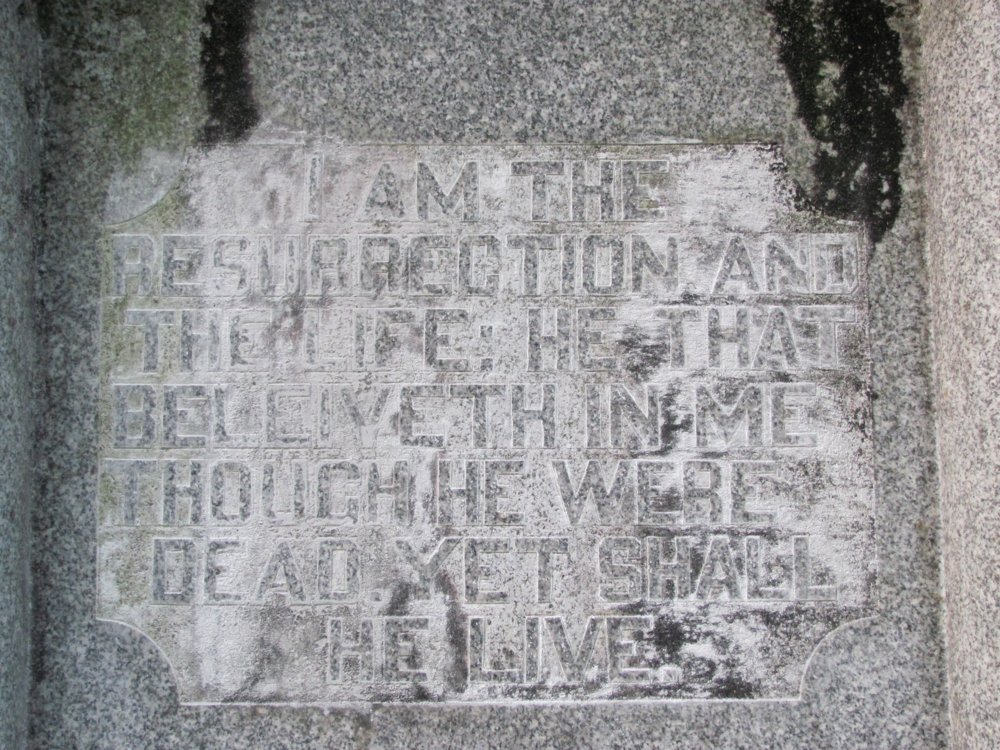 I AM THE
RESURRECTION AND
THE LIFE: HE THAT
BELEIVETH IN ME
THOUGH HE WERE
DEAD. YET SHALL
HE LIVE.